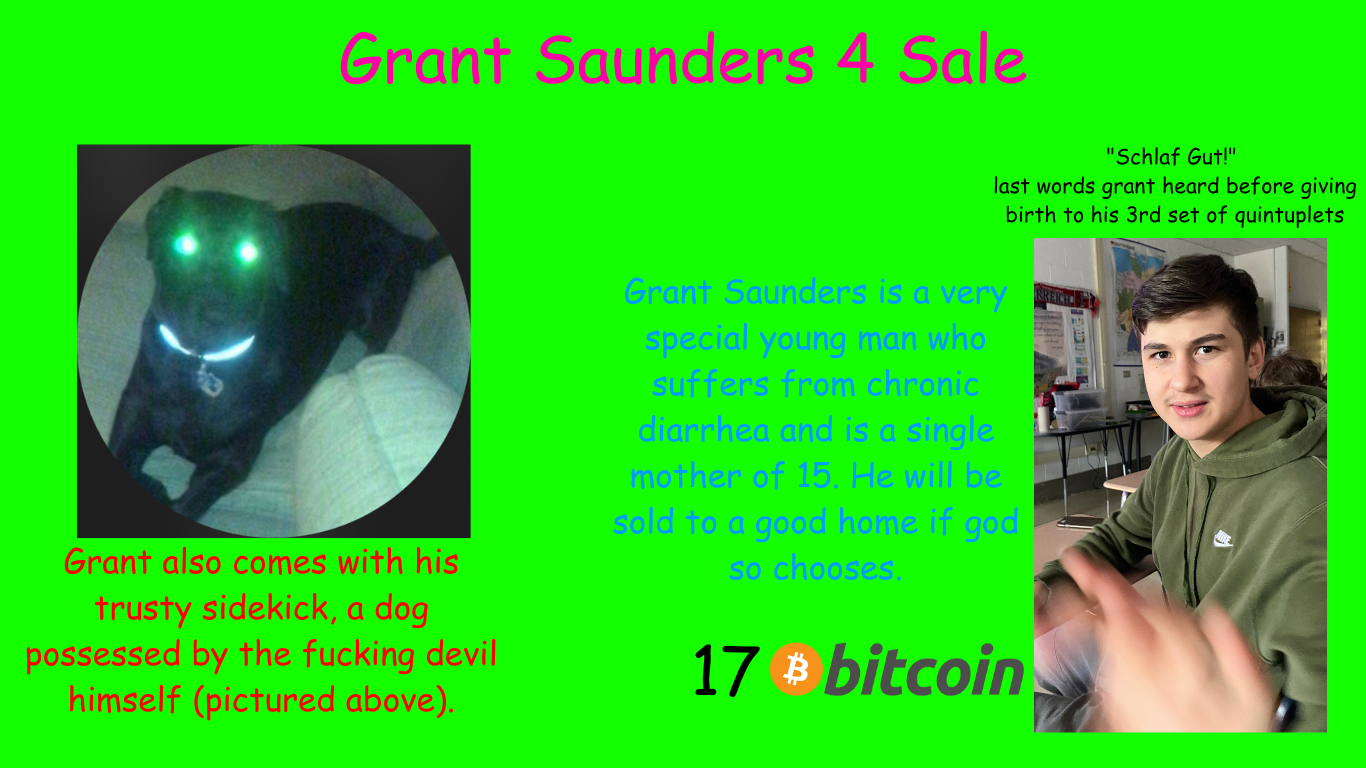 Grant Saunders 4 Sale
"Schlaf Gut!"
last words grant heard before giving
birth to his 3rd set of quintuplets
Grant Saunders is a very
special young man who
suffers from chronic
diarrhea and is a single
mother of 15. He will be
sold to a good home if god
so chooses.
Grant also comes with his
trusty sidekick, a dog
possessed by the fucking devil
himself (pictured above).
17 bitcoin